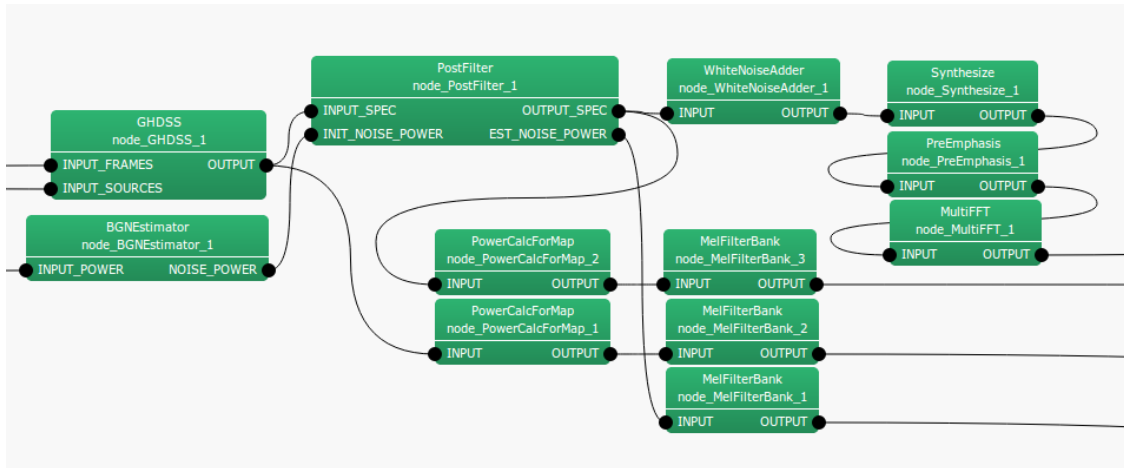 GHDSS
node_GHDSS_1
INPUT_FRAMES OUTPUT
INPUT_SOURCES
BGNEstimator
node_BGNEstimator_1
INPUT_POWER NOISE_POWER
PostFilter
node_PostFilter_1
INPUT_SPEC OUTPUT_SPEC
INIT_NOISE_POWER EST_NOISE_POWER
WhiteNoiseAdder
node_WhiteNoiseAdder_1
INPUT OUTPUT
Synthesize
node_Synthesize_1
INPUT OUTPUT
PreEmphasis
node_PreEmphasis_1
INPUT OUTPUT
MultiFFT
node_MultiFFT_1
INPUT OUTPUT
PowerCalcForMap
node_PowerCalcForMap_2
INPUT OUTPUT
PowerCalcForMap
node_PowerCalcForMap_1
INPUT OUTPUT
MelFilterBank
node_MelFilterBank_3
INPUT OUTPUT
MelFilterBank
node_MelFilterBank_2
INPUT OUTPUT
MelFilterBank
node_MelFilterBank_1
INPUT OUTPUT